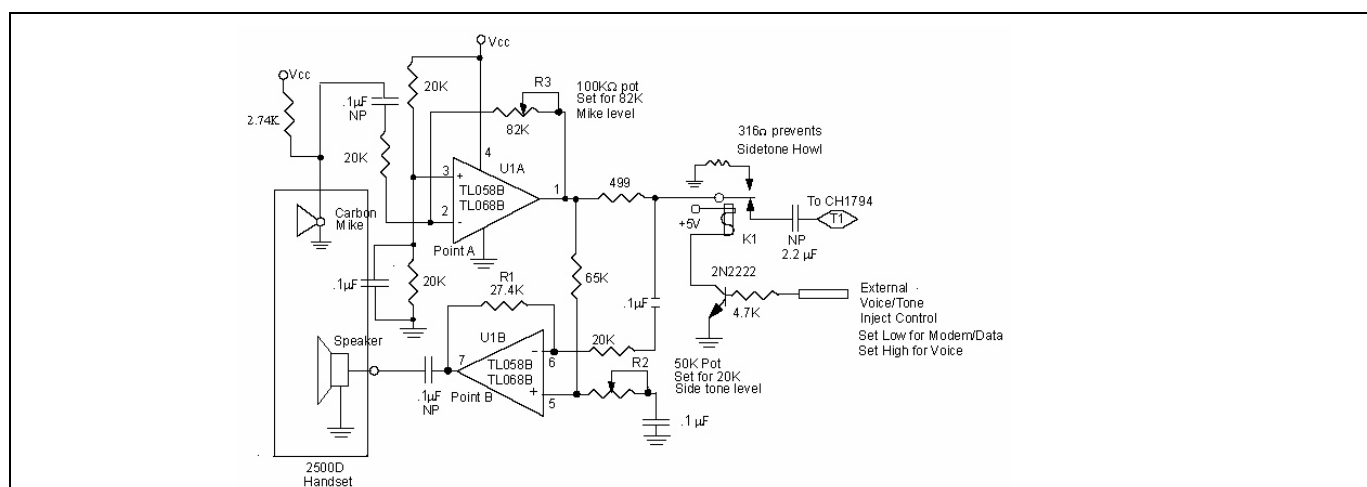 Vcc
Vcc
2.74K
.1µF
NP
20K
20K
R3
82K
100KΩ pot
Set for 82K
Mike level
4
U1A
3
+
TL058B
TL068B
2
-
1
Point A
499
316Ω prevents
Sidetone Howl
To CH1794
T1
+5V
K1
NP
2.2 µF
Carbon
Mike
.1µF
20K
65K
.1µF
2N2222
4.7K
External
Voice/Tone
Inject Control
Set Low for Modem/Data
Set High for Voice
R1
27.4K
Speaker
U1B
7
TL058B
TL068B
-
6
20K
+
5
Point B
.1µF
NP
R2
50K Pot
Set for 20K
Side tone level
.1 µF
2500D
Handset